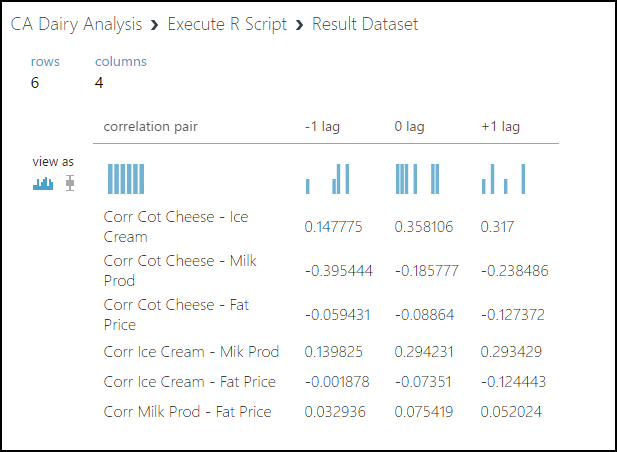 CA Dairy Analysis › Execute R Script › Result Dataset
rows columns
6 4
correlation pair -1 lag 0 lag +1 lag
view as
Corr Cot Cheese - Ice
Cream 0.147775 0.358106 0.317
Corr Cot Cheese - Milk
Prod -0.395444 -0.185777 -0.238486
Corr Cot Cheese - Fat
Price -0.059431 -0.08864 -0.127372
Corr Ice Cream - Mik Prod 0.139825 0.294231 0.293429
Corr Ice Cream - Fat Price -0.001878 -0.07351 -0.124443
Corr Milk Prod - Fat Price 0.032936 0.075419 0.052024